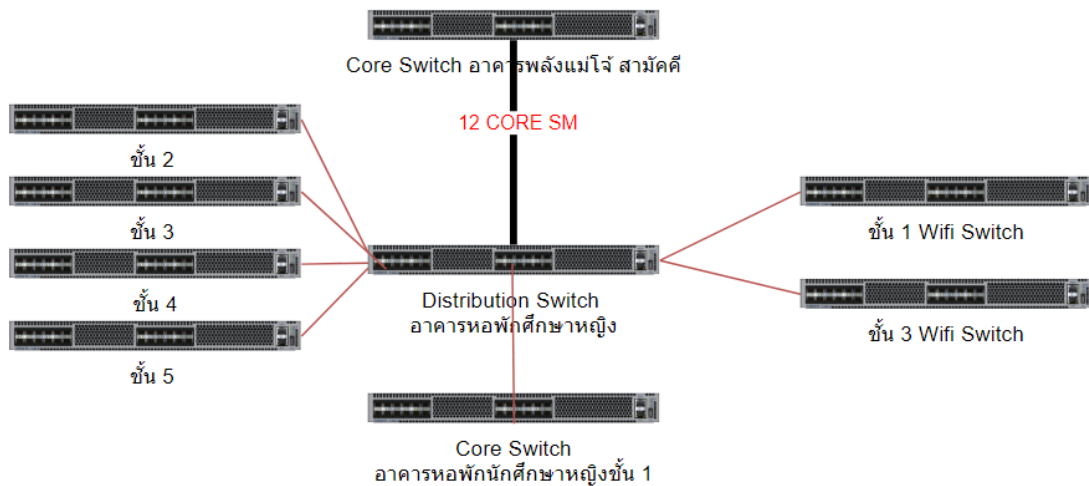 Core Switch อาคารพลังแม่โจ้ สามัคคี
12 CORE SM
ชั้น 2
ชั้น 3
ชั้น 4
ชั้น 5
Distribution Switch
อาคารหอพักศึกษาหญิง
ชั้น 1 Wifi Switch
ชั้น 3 Wifi Switch
Core Switch
อาคารหอพักนักศึกษาหญิงชั้น 1